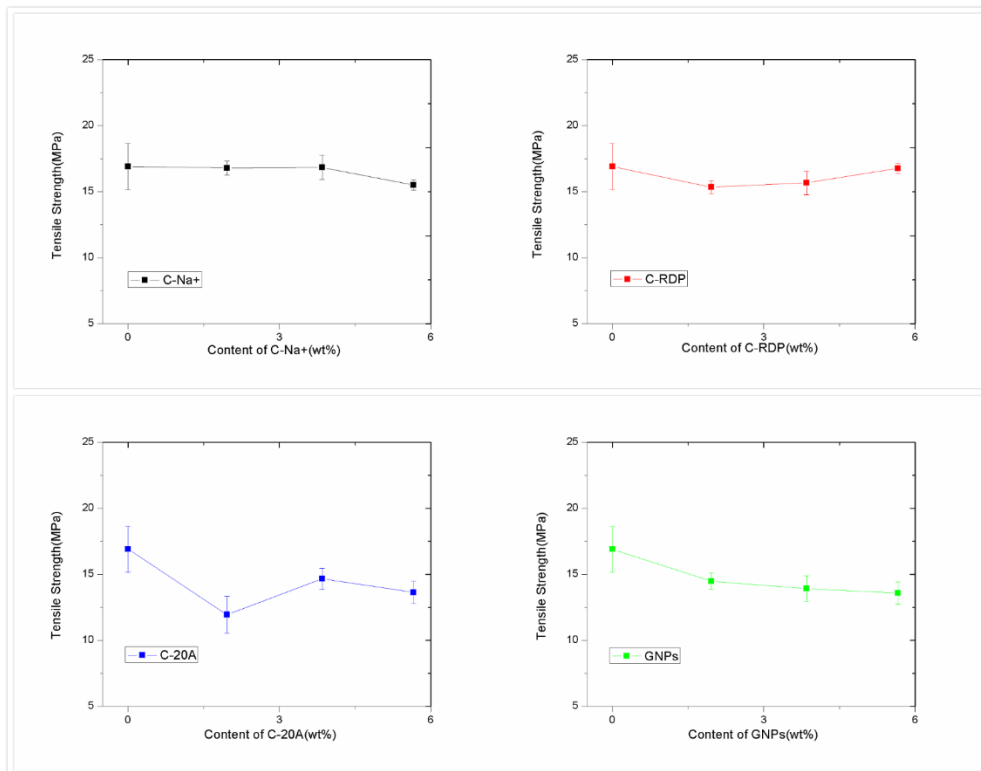 25
20
15
10
5
Tensile Strength(MPa)
C-Na+
0
3
6
Content of C-Na+(wt%)
25
20
15
10
5
Tensile Strength(MPa)
C-RDP
0
3
6
Content of C-RDP(wt%)
25
20
15
10
5
Tensile Strength(MPa)
C-20A
0
3
6
Content of C-20A(wt%)
25
20
15
10
5
Tensile Strength(MPa)
GNPs
0
3
6
Content of GNPs(wt%)